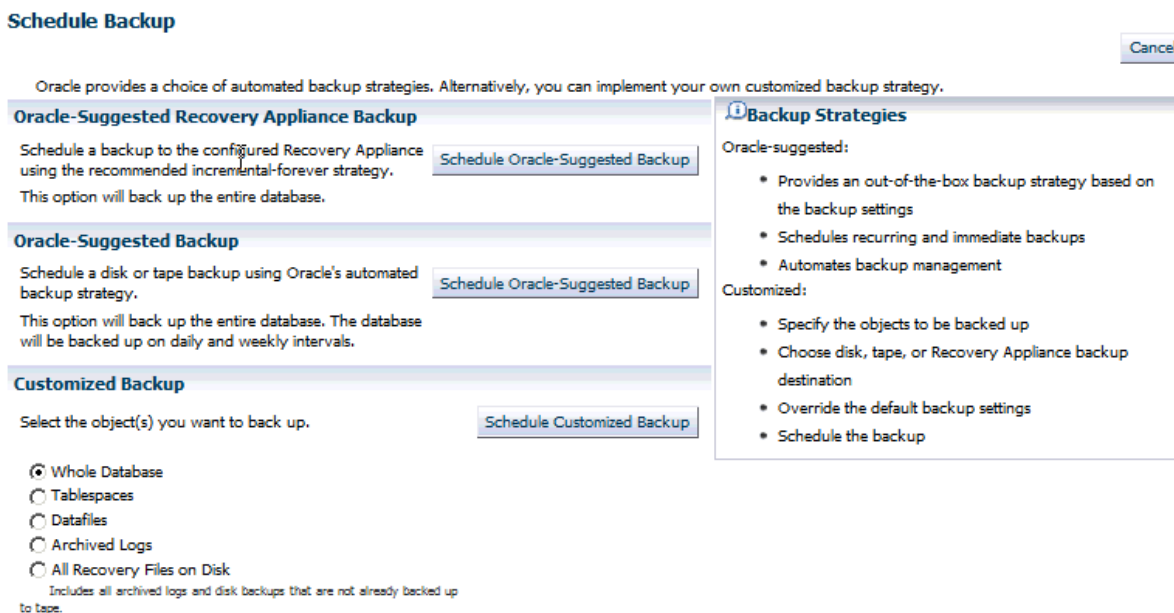 Schedule Backup
Cancel
Oracle provides a choice of automated backup strategies. Alternatively, you can implement your own customized backup strategy.
Oracle-Suggested Recovery Appliance Backup
Schedule a backup to the configured Recovery Appliance
using the recommended incremental-forever strategy.
Schedule Oracle-Suggested Backup
This option will back up the entire database.
Oracle-Suggested Backup
Schedule a disk or tape backup using Oracle's automated
backup strategy.
Schedule Oracle-Suggested Backup
This option will back up the entire database. The database
will be backed up on daily and weekly intervals.
Customized Backup
Select the object(s) you want to back up.
Schedule Customized Backup
Whole Database
Tablespaces
Datafiles
Archived Logs
All Recovery Files on Disk
Includes all archived logs and disk backups that are not already backed up
to tape.
Backup Strategies
Oracle-suggested:
• Provides an out-of-the-box backup strategy based on
the backup settings
• Schedules recurring and immediate backups
• Automates backup management
Customized:
• Specify the objects to be backed up
• Choose disk, tape, or Recovery Appliance backup
destination
• Override the default backup settings
• Schedule the backup